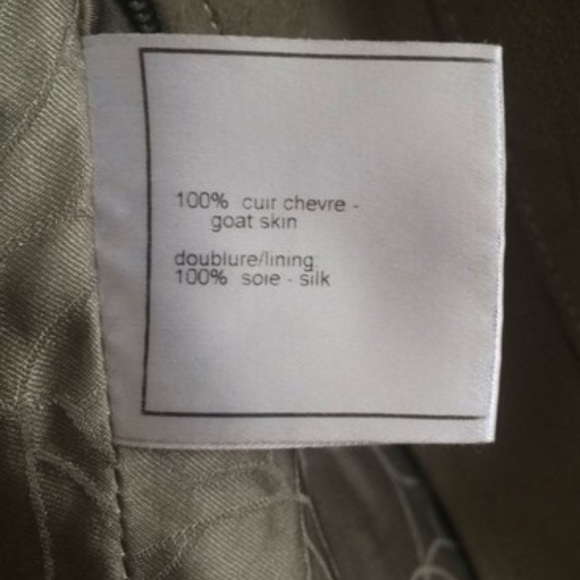 100% cuir chevre -
goat skin
doublure/lining:
100% soie - silk